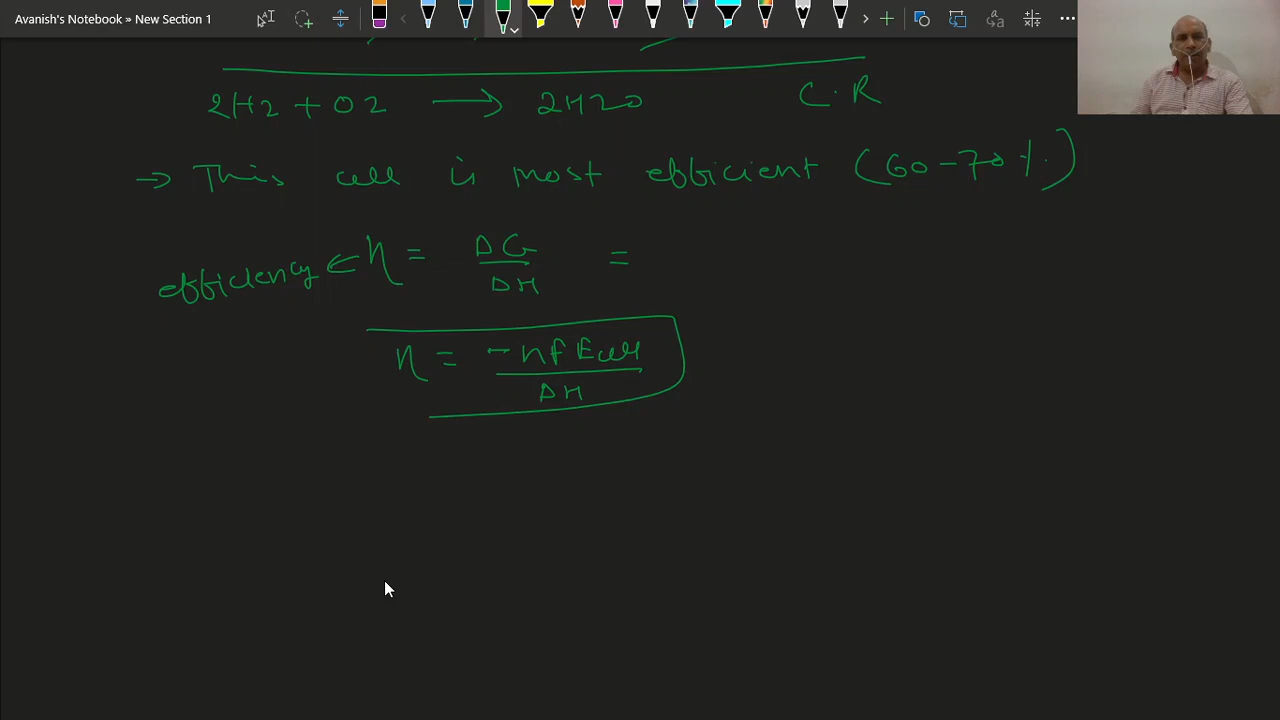 Avanish's Notebook » New Section 1
2H2 + O2 → 2H2O C.R
→ This cell is most efficient (60-70%.)
efficiency ← η = ΔG/ΔH =
η = -nFEcell/ΔH